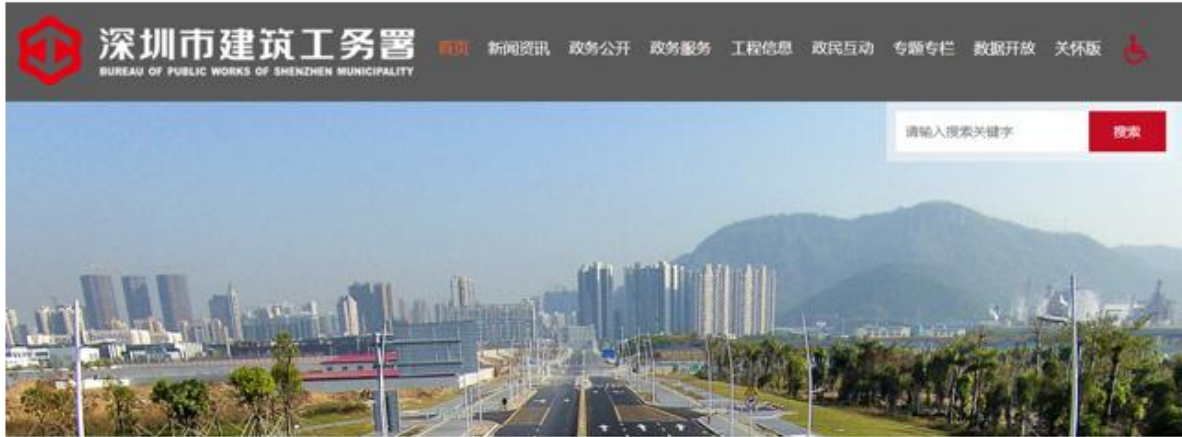 深圳市建筑工务署
BUREAU OF PUBLIC WORKS OF SHENZHEN MUNICIPALITY
首页 新闻资讯 政务公开 政务服务 工程信息 政民互动 专题专栏 数据开放 关怀版
请输入搜索关键字 搜索